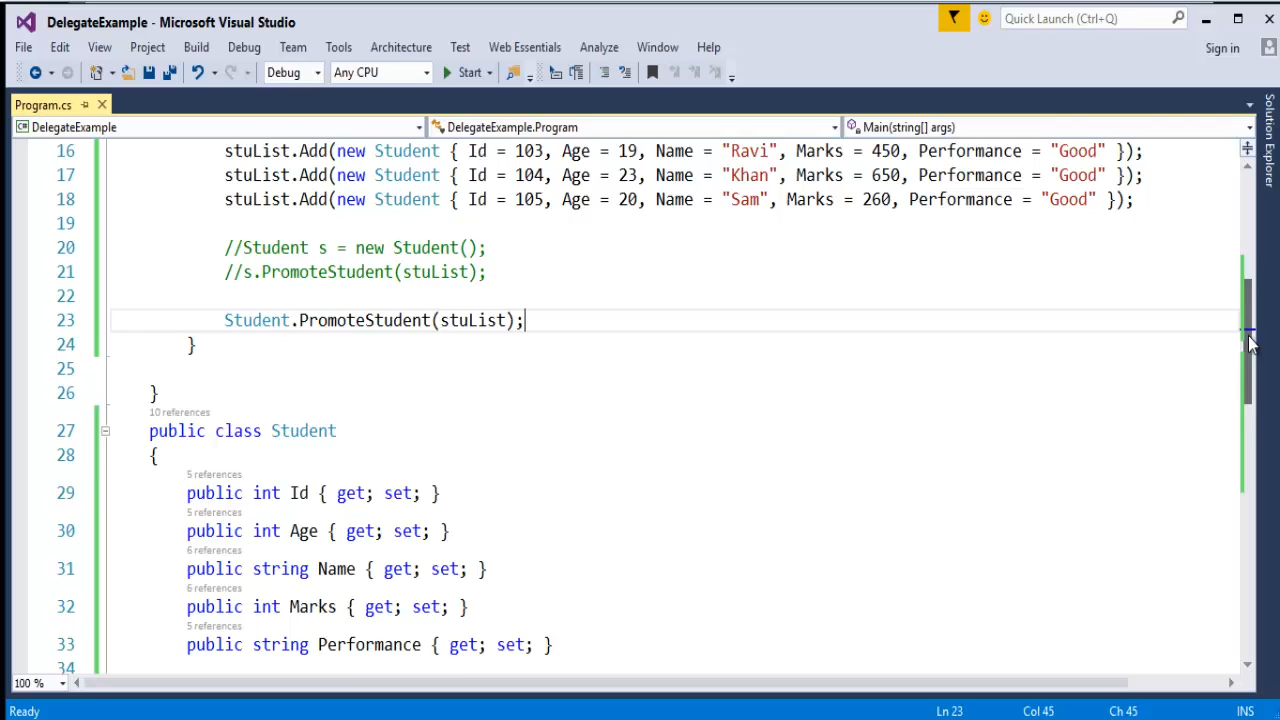 DelegateExample - Microsoft Visual Studio
Quick Launch (Ctrl+Q)
File Edit View Project Build Debug Team Tools Architecture Test Web Essentials Analyze Window Help
Sign in
Debug Any CPU Start
Program.cs
DelegateExample DelegateExample.Program Main(string[] args)
Solution Explorer
16 stuList.Add(new Student { Id = 103, Age = 19, Name = "Ravi", Marks = 450, Performance = "Good" });
17 stuList.Add(new Student { Id = 104, Age = 23, Name = "Khan", Marks = 650, Performance = "Good" });
18 stuList.Add(new Student { Id = 105, Age = 20, Name = "Sam", Marks = 260, Performance = "Good" });
19
20 //Student s = new Student();
21 //s.PromoteStudent(stuList);
22
23 Student.PromoteStudent(stuList);
24 }
25
26 }
10 references
27 public class Student
28 {
5 references
29 public int Id { get; set; }
5 references
30 public int Age { get; set; }
6 references
31 public string Name { get; set; }
6 references
32 public int Marks { get; set; }
5 references
33 public string Performance { get; set; }
34
100 %
Ready Ln 23 Col 45 Ch 45 INS